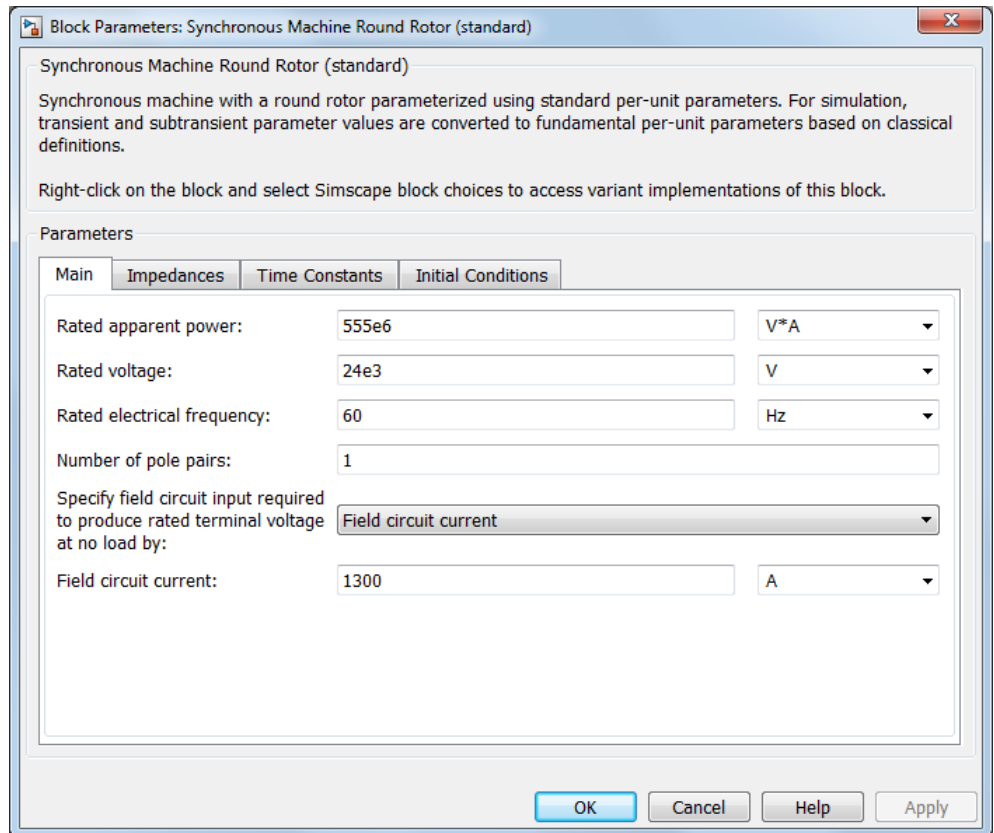 Block Parameters: Synchronous Machine Round Rotor (standard)
x
Synchronous Machine Round Rotor (standard)
Synchronous machine with a round rotor parameterized using standard per-unit parameters. For simulation,
transient and subtransient parameter values are converted to fundamental per-unit parameters based on classical
definitions.
Right-click on the block and select Simscape block choices to access variant implementations of this block.
Parameters
Main Impedances Time Constants Initial Conditions
Rated apparent power: 555e6 V*A
Rated voltage: 24e3 V
Rated electrical frequency: 60 Hz
Number of pole pairs: 1
Specify field circuit input required
to produce rated terminal voltage Field circuit current
at no load by:
Field circuit current: 1300 A
OK Cancel Help Apply